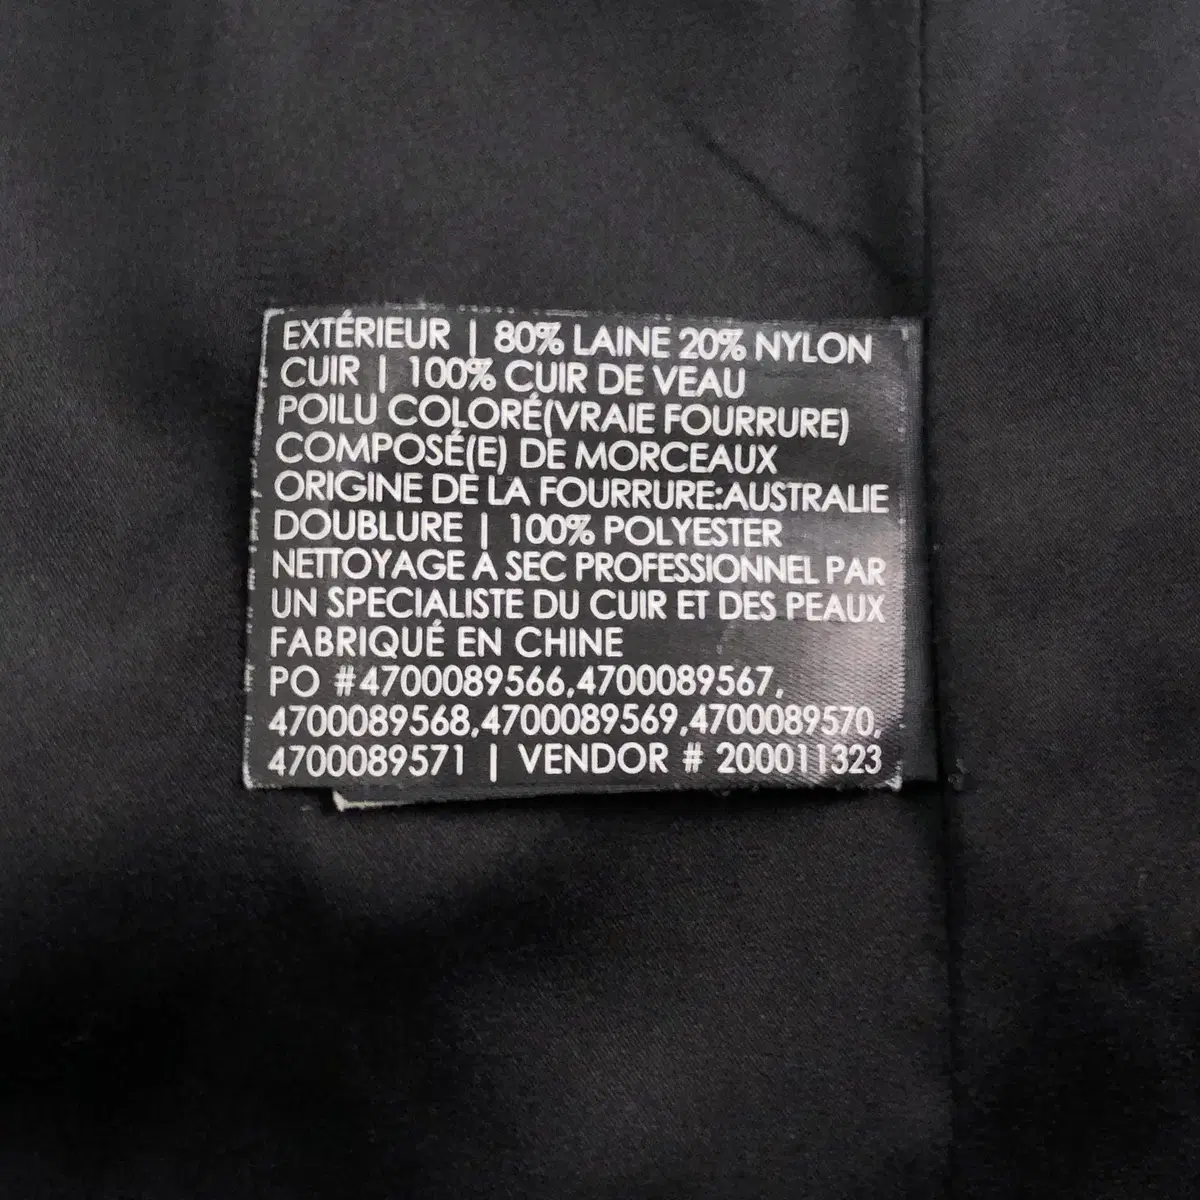 EXTÉRIEUR | 80% LAINE 20% NYLON
CUIR | 100% CUIR DE VEAU
POILU COLORÉ(VRAIE FOURRURE)
COMPOSÉ(E) DE MORCEAUX
ORIGINE DE LA FOURRURE:AUSTRALIE
DOUBLURE | 100% POLYESTER
NETTOYAGE À SEC PROFESSIONNEL PAR
UN SPECIALISTE DU CUIR ET DES PEAUX
FABRIQUÉ EN CHINE
PO #4700089566,4700089567,
4700089568,4700089569,4700089570,
4700089571 | VENDOR # 200011323